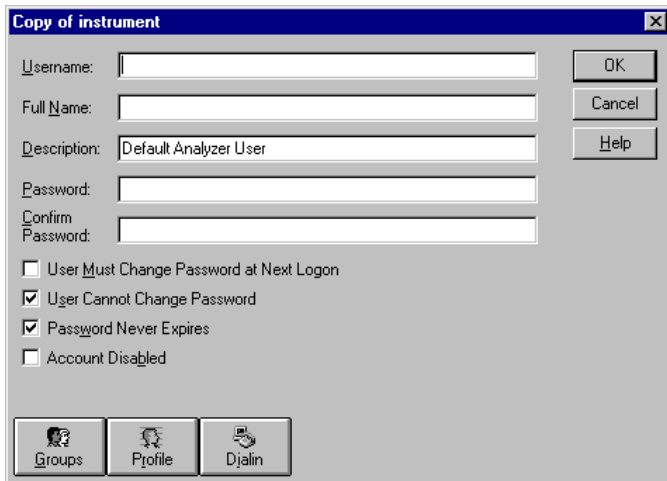 Copy of instrument
Username:
OK
Full Name:
Cancel
Description: Default Analyzer User
Help
Password:
Confirm
Password:
User Must Change Password at Next Logon
User Cannot Change Password
Password Never Expires
Account Disabled
Groups
Profile
Dialin